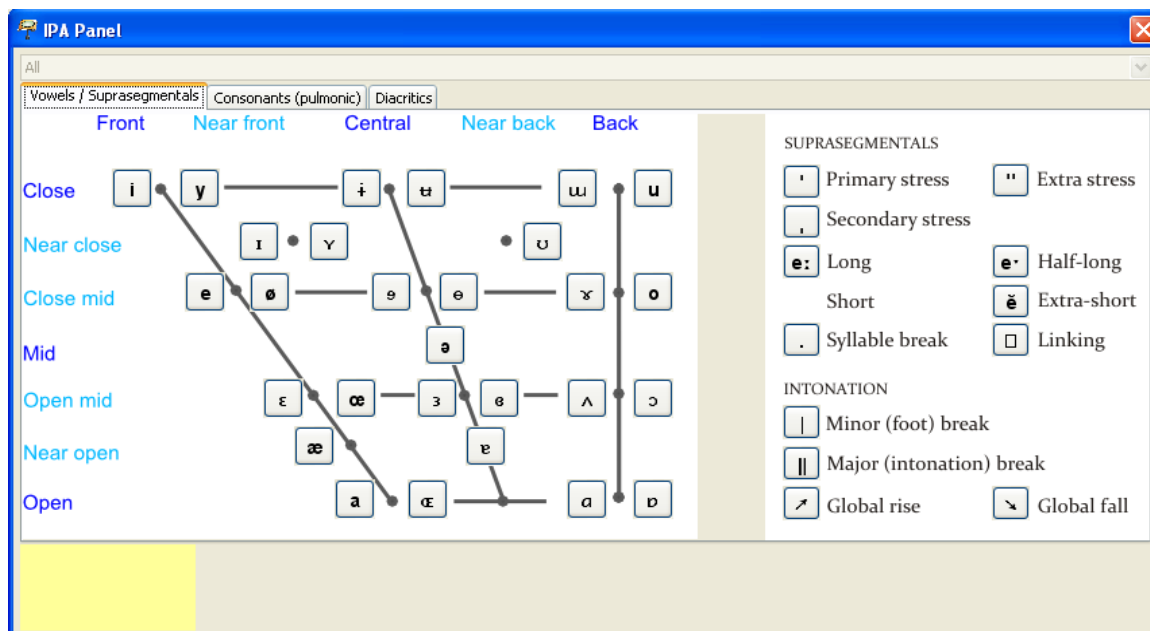 IPA Panel
All
Vowels / Suprasegmentals Consonants (pulmonic) Diacritics
Front Near front Central Near back Back
Close i y ɨ ʉ ɯ u
Near close ɪ ʏ ʊ
Close mid e ø ɘ ɵ ɤ o
Mid ə
Open mid ɛ œ ɜ ɞ ʌ ɔ
Near open æ ɐ
Open a ɶ ɑ ɒ
SUPRASEGMENTALS
ˈ Primary stress " Extra stress
ˌ Secondary stress
eː Long eˑ Half-long
Short ĕ Extra-short
. Syllable break □ Linking
INTONATION
| Minor (foot) break
‖ Major (intonation) break
↗ Global rise ↘ Global fall